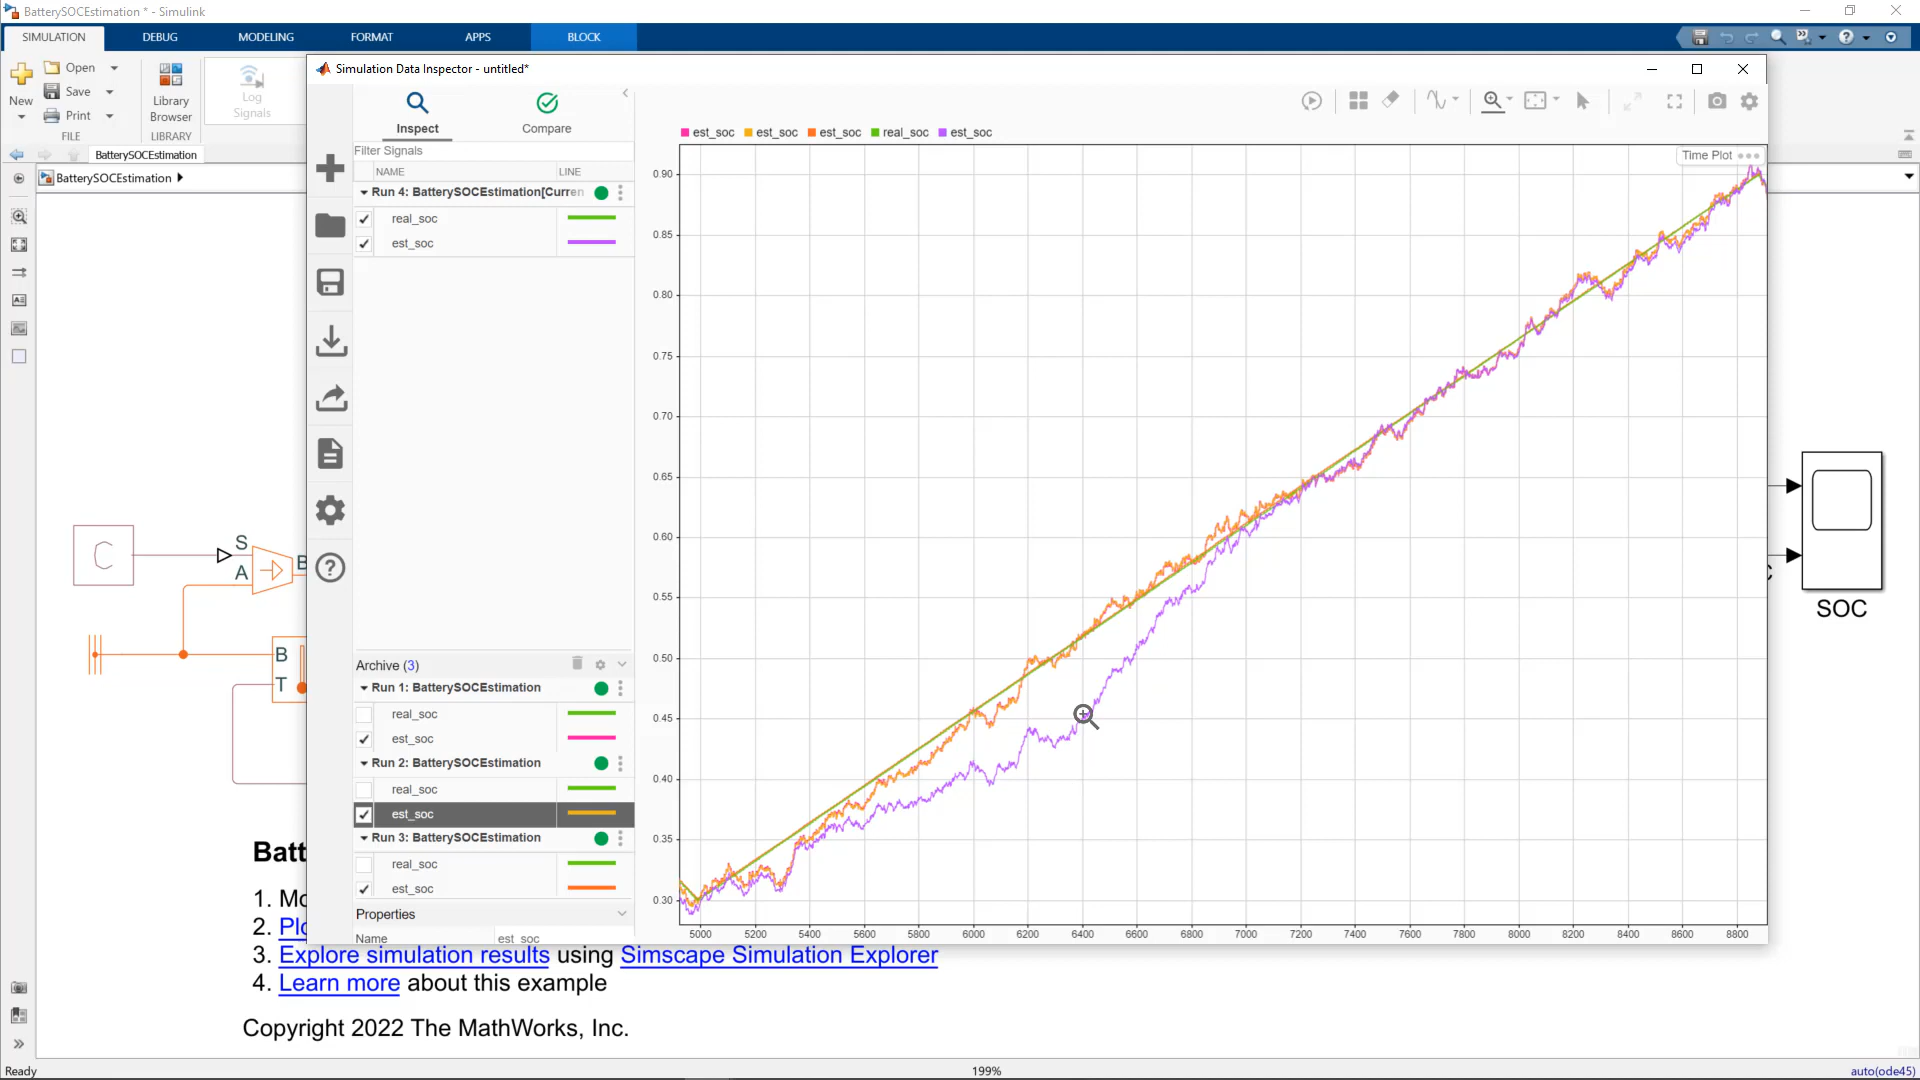 BatterySOCEstimation * - Simulink
SIMULATION
DEBUG
MODELING
FORMAT
APPS
BLOCK
New
Open
Save
Print
FILE
Library
Browser
LIBRARY
Log
Signals
BatterySOCEstimation
BatterySOCEstimation
Simulation Data Inspector - untitled*
Inspect
Compare
Filter Signals
NAME
LINE
Run 4: BatterySOCEstimation[Curren
real_soc
est_soc
Archive (3)
Run 1: BatterySOCEstimation
real_soc
est_soc
Run 2: BatterySOCEstimation
real_soc
est_soc
Run 3: BatterySOCEstimation
real_soc
est_soc
Properties
Name
est_soc
est_soc est_soc est_soc real_soc est_soc
Time Plot
0.90
0.85
0.80
0.75
0.70
0.65
0.60
0.55
0.50
0.45
0.40
0.35
0.30
5000 5200 5400 5600 5800 6000 6200 6400 6600 6800 7000 7200 7400 7600 7800 8000 8200 8400 8600 8800
C
S
A
B
B
T
SOC
Batt
1. Mo
2. Plo
3. Explore simulation results using Simscape Simulation Explorer
4. Learn more about this example
Copyright 2022 The MathWorks, Inc.
Ready
199%
auto(ode45)